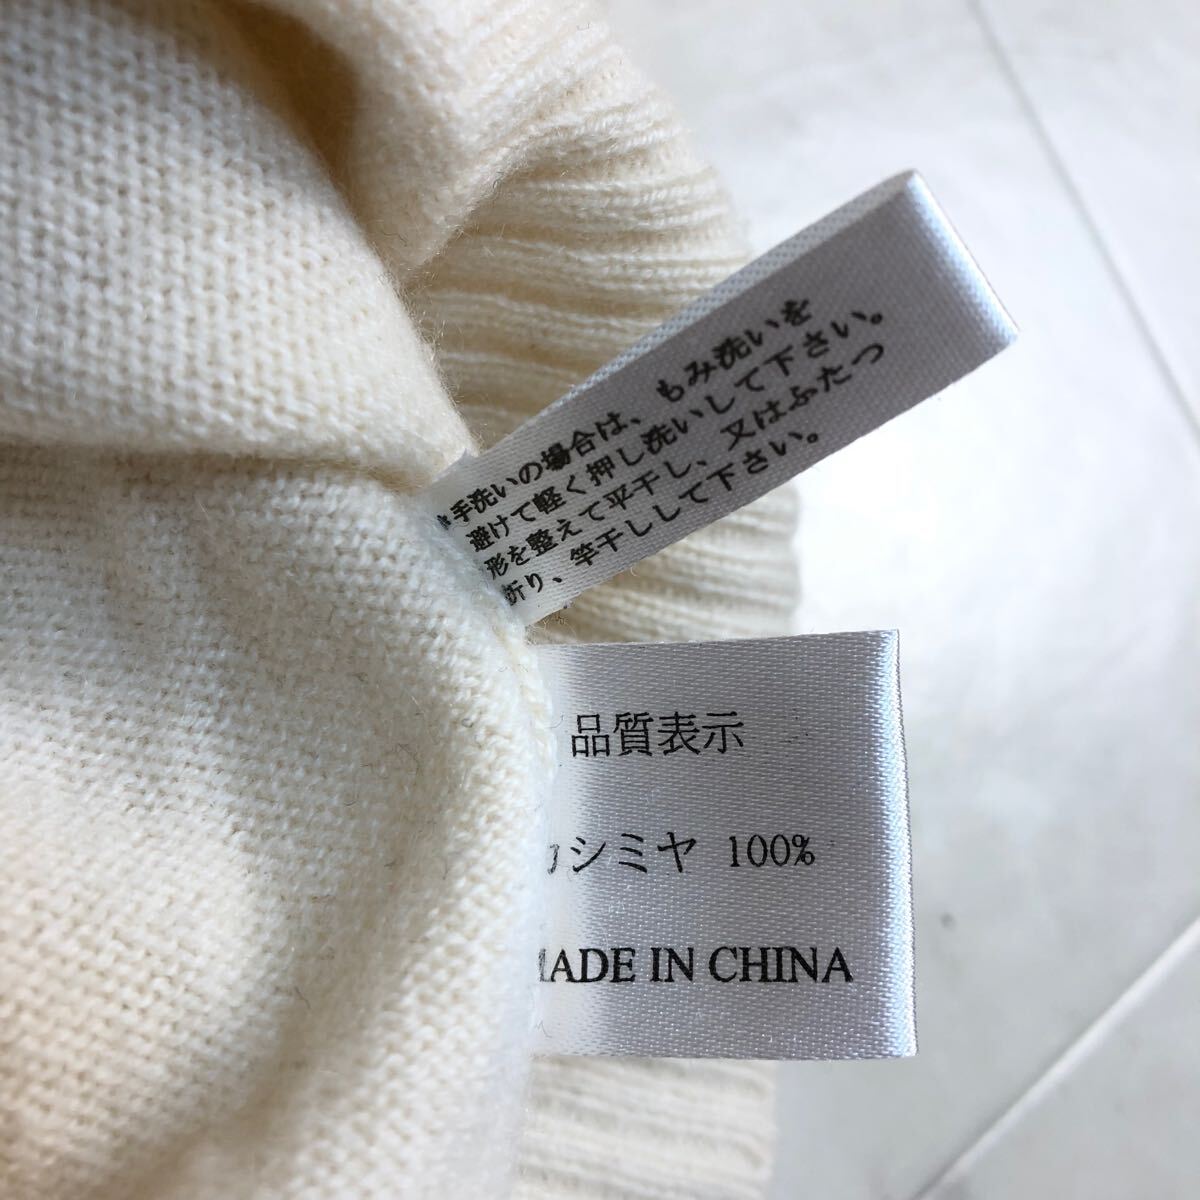 *手洗いの場合は、もみ洗いを
避けて軽く押し洗いして下さい。
形を整えて平干し、又はふたつ
折り、竿干しして下さい。
品質表示
カシミヤ 100%
MADE IN CHINA